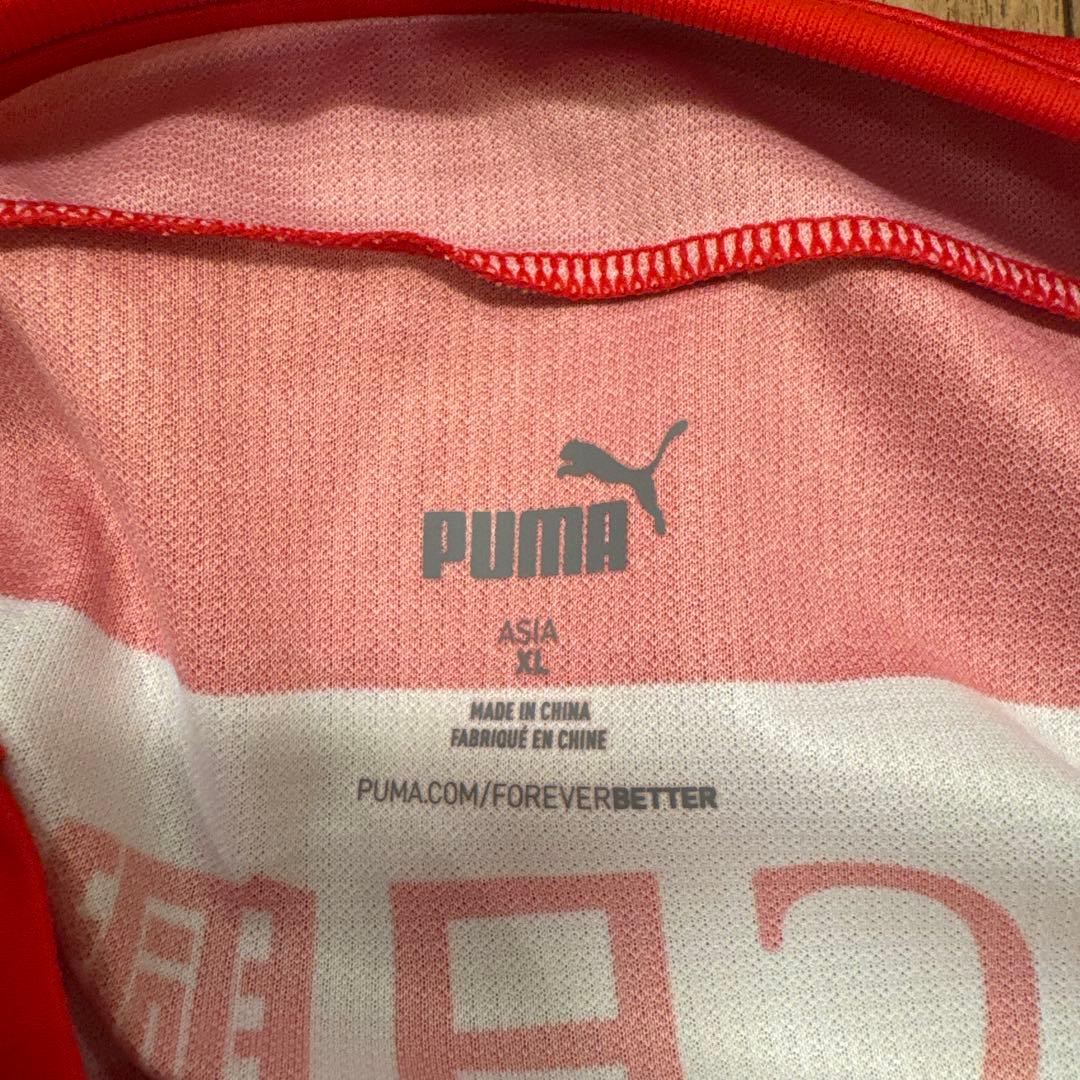 PUMA
ASIA
XL
MADE IN CHINA
FABRIQUÉ EN CHINE
PUMA.COM/FOREVERBETTER